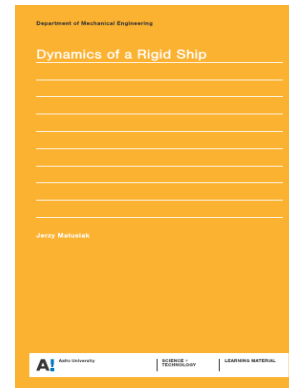 Department of Mechanical Engineering
Dynamics of a Rigid Ship
Jerzy Matusiak
A! Aalto University
SCIENCE +
TECHNOLOGY
LEARNING MATERIAL